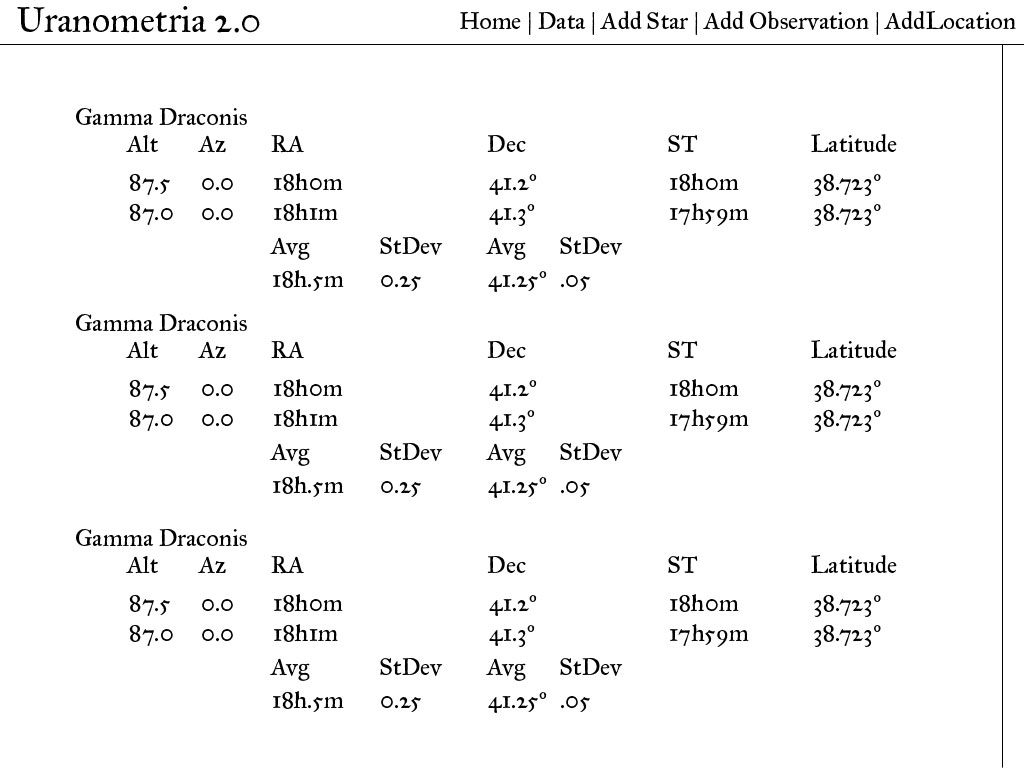 Uranometria 2.0
Home | Data | Add Star | Add Observation | AddLocation
Gamma Draconis
Alt Az RA Dec ST Latitude
87.5 0.0 18h0m 41.2° 18h0m 38.723°
87.0 0.0 18h1m 41.3° 17h59m 38.723°
Avg StDev Avg StDev
18h.5m 0.25 41.25° .05
Gamma Draconis
Alt Az RA Dec ST Latitude
87.5 0.0 18h0m 41.2° 18h0m 38.723°
87.0 0.0 18h1m 41.3° 17h59m 38.723°
Avg StDev Avg StDev
18h.5m 0.25 41.25° .05
Gamma Draconis
Alt Az RA Dec ST Latitude
87.5 0.0 18h0m 41.2° 18h0m 38.723°
87.0 0.0 18h1m 41.3° 17h59m 38.723°
Avg StDev Avg StDev
18h.5m 0.25 41.25° .05